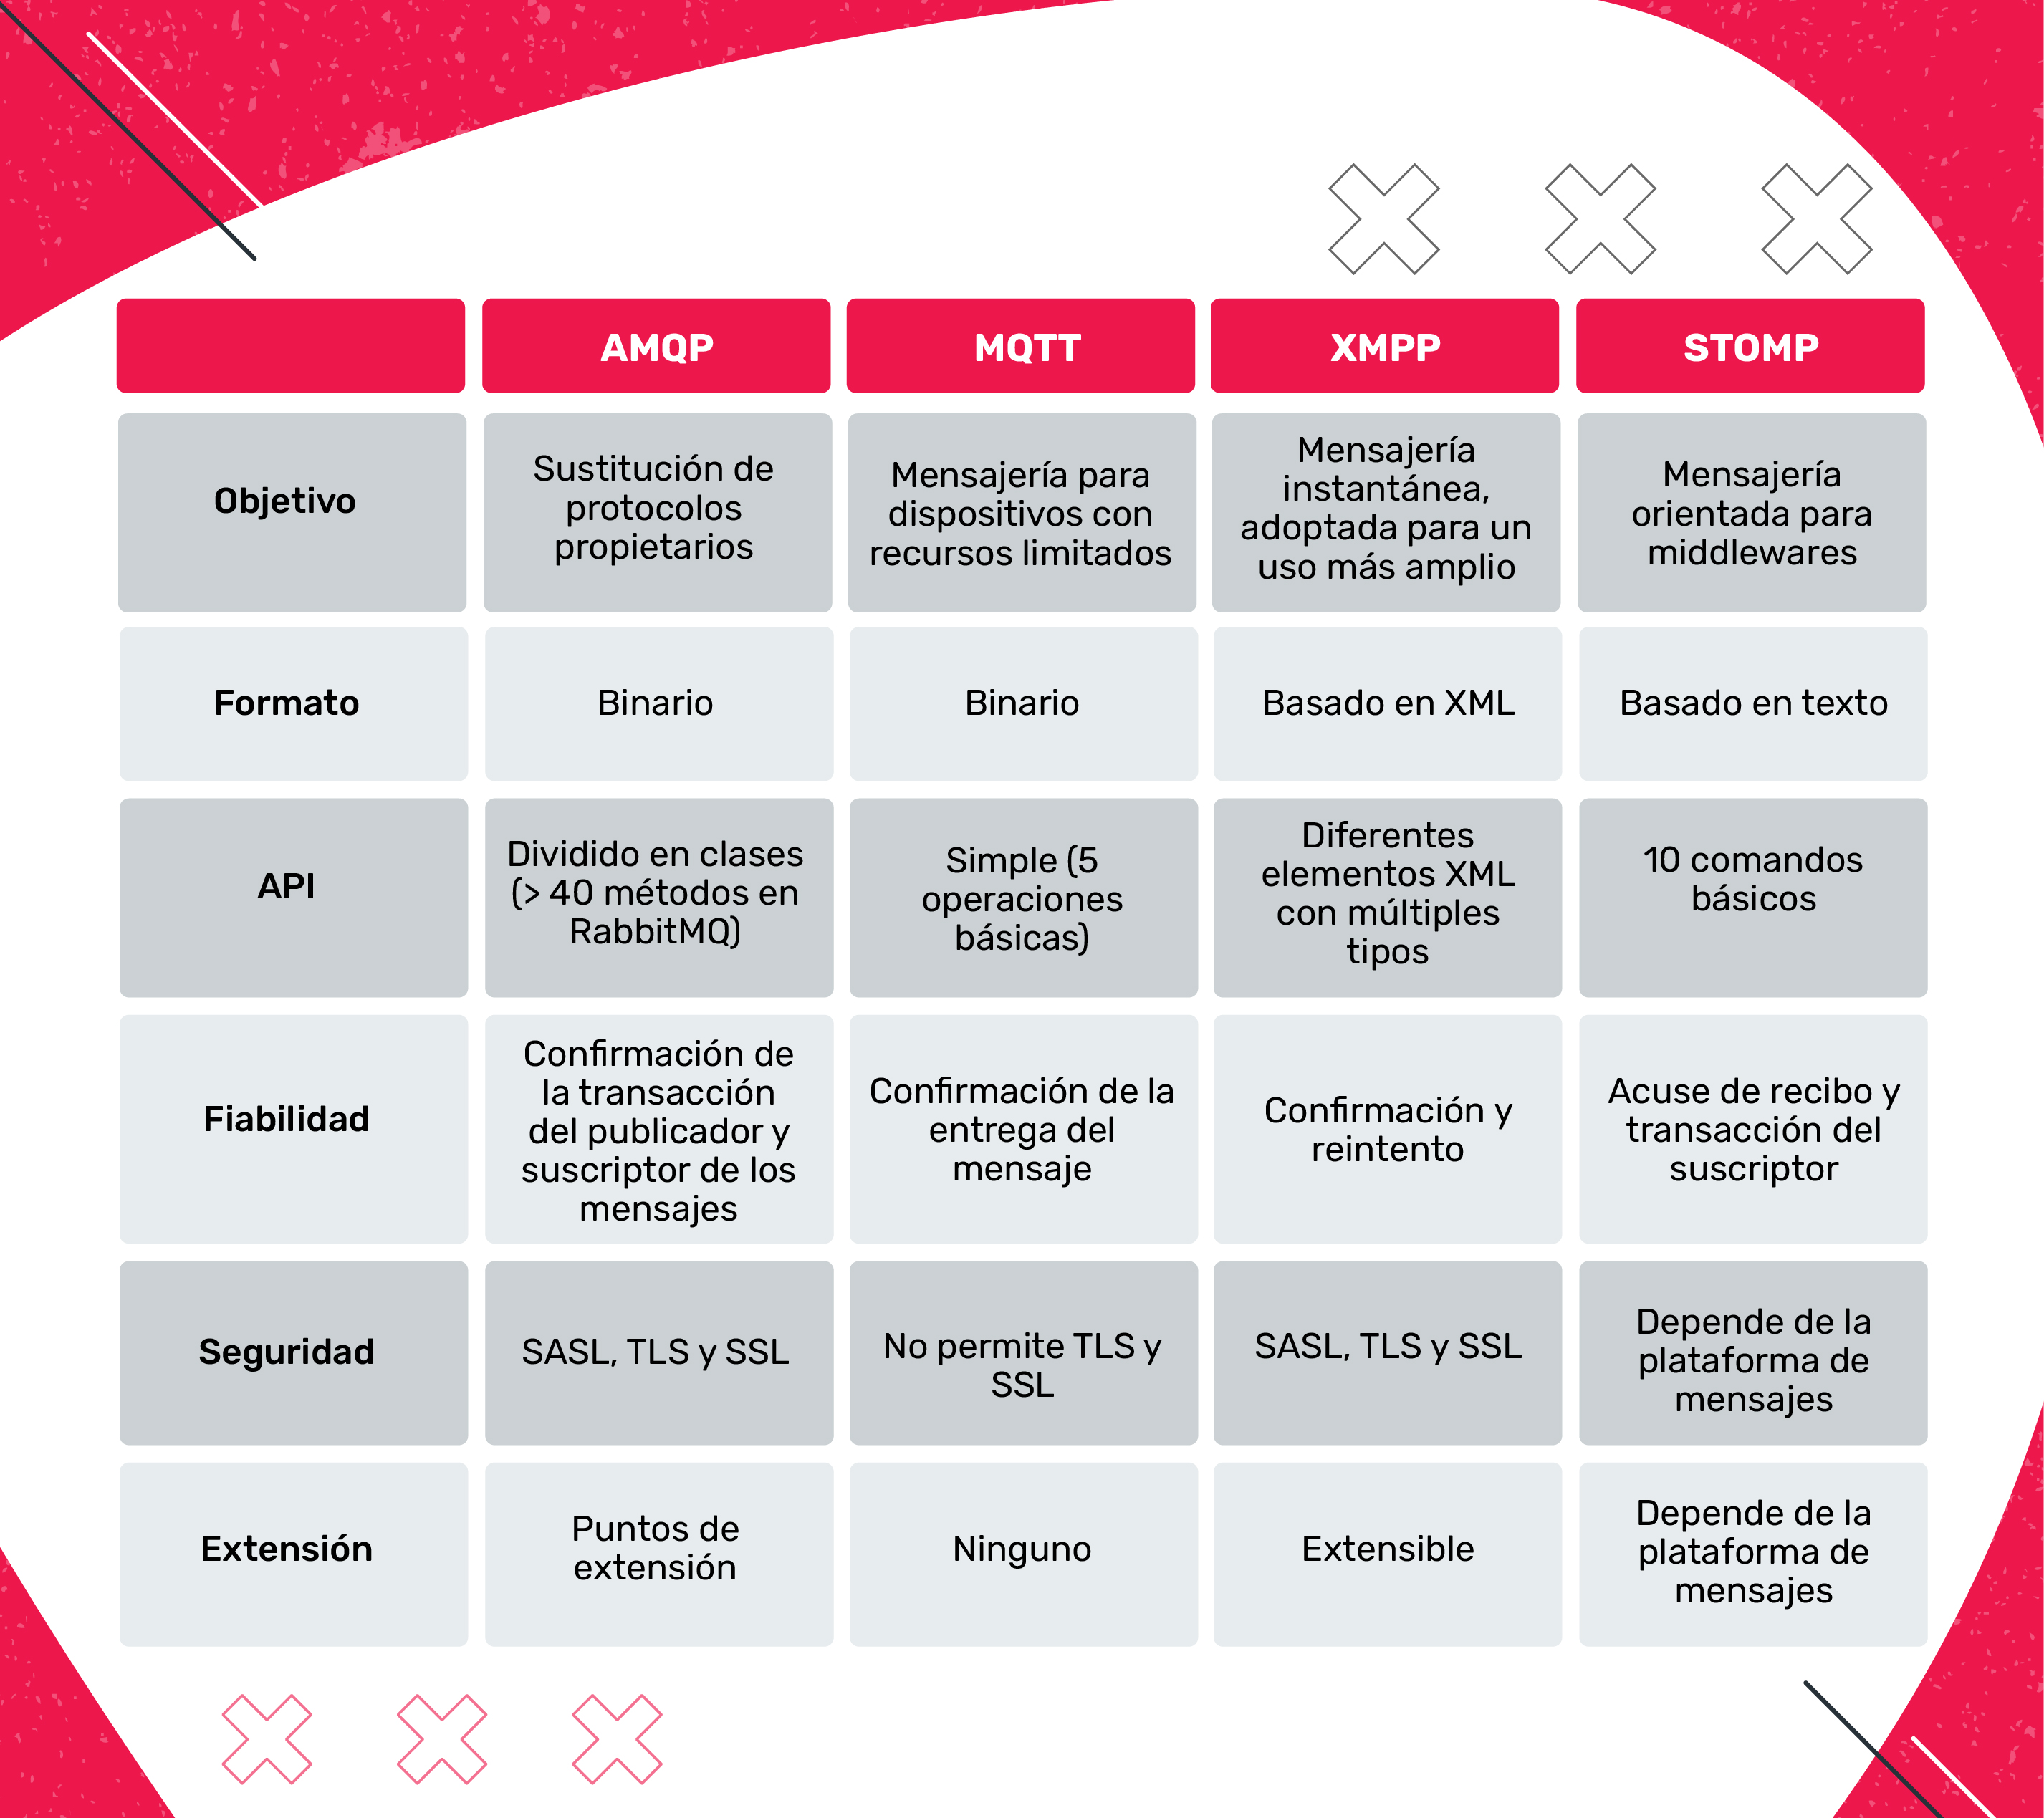 AMQP
MQTT
XMPP
STOMP
Objetivo
Sustitución de
protocolos
propietarios
Mensajería para
dispositivos con
recursos limitados
Mensajería
instantánea,
adoptada para un
uso más amplio
Mensajería
orientada para
middlewares
Formato
Binario
Binario
Basado en XML
Basado en texto
API
Dividido en clases
(> 40 métodos en
RabbitMQ)
Simple (5
operaciones
básicas)
Diferentes
elementos XML
con múltiples
tipos
10 comandos
básicos
Fiabilidad
Confirmación de
la transacción
del publicador y
suscriptor de los
mensajes
Confirmación de la
entrega del
mensaje
Confirmación y
reintento
Acuse de recibo y
transacción del
suscriptor
Seguridad
SASL, TLS y SSL
No permite TLS y
SSL
SASL, TLS y SSL
Depende de la
plataforma de
mensajes
Extensión
Puntos de
extensión
Ninguno
Extensible
Depende de la
plataforma de
mensajes